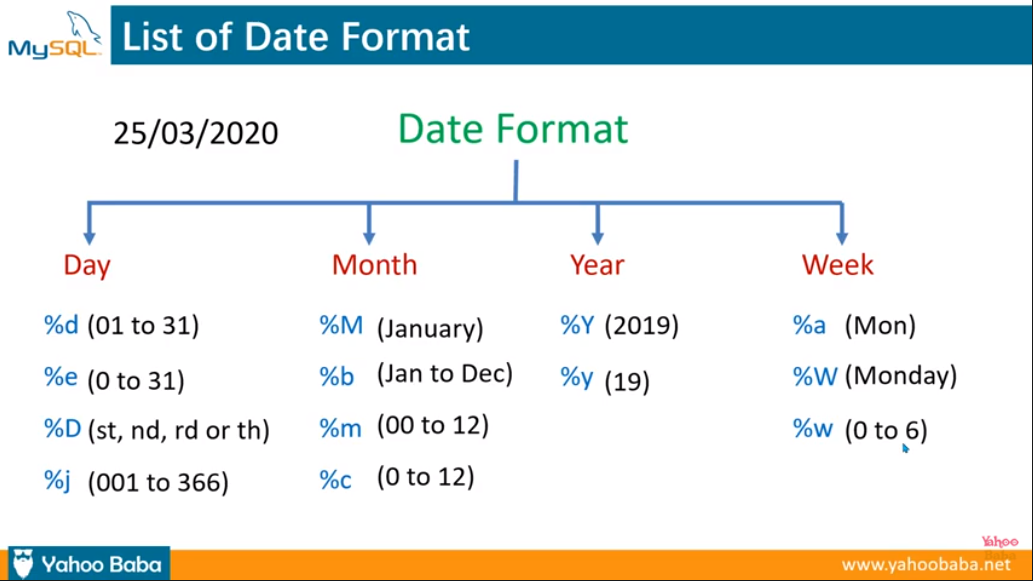 MySQL
List of Date Format
25/03/2020
Date Format
Day
%d (01 to 31)
%e (0 to 31)
%D (st, nd, rd or th)
%j (001 to 366)
Month
%M (January)
%b (Jan to Dec)
%m (00 to 12)
%c (0 to 12)
Year
%Y (2019)
%y (19)
Week
%a (Mon)
%W (Monday)
%w (0 to 6)
Yahoo
Baba
Yahoo Baba
www.yahoobaba.net